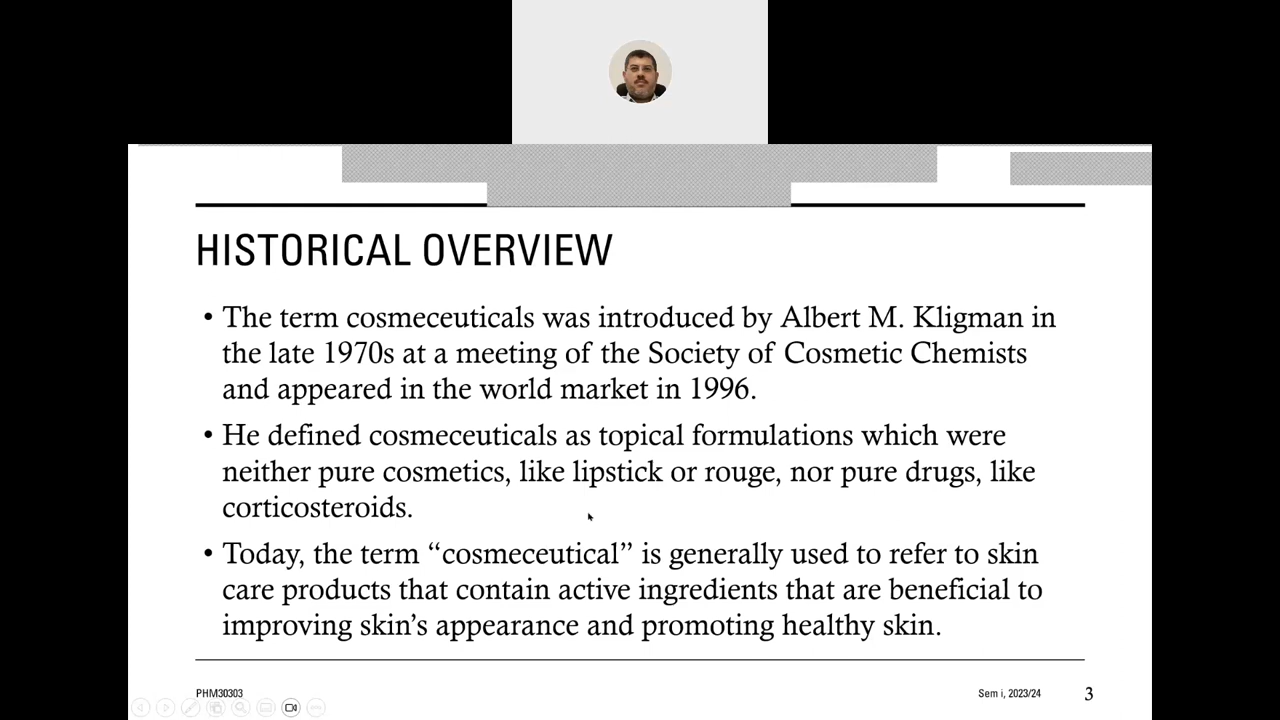 HISTORICAL OVERVIEW
• The term cosmeceuticals was introduced by Albert M. Kligman in
the late 1970s at a meeting of the Society of Cosmetic Chemists
and appeared in the world market in 1996.
• He defined cosmeceuticals as topical formulations which were
neither pure cosmetics, like lipstick or rouge, nor pure drugs, like
corticosteroids.
• Today, the term “cosmeceutical” is generally used to refer to skin
care products that contain active ingredients that are beneficial to
improving skin’s appearance and promoting healthy skin.
PHM30303
Sem i, 2023/24
3